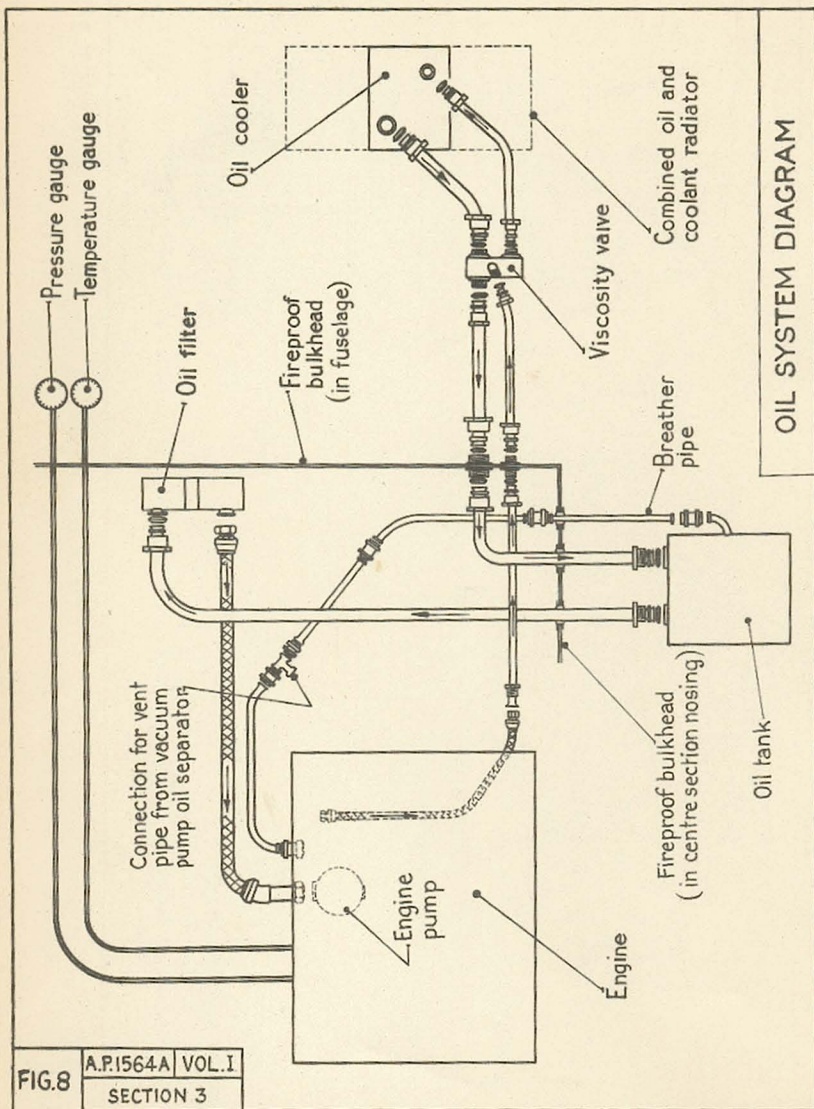 Pressure gauge
Temperature gauge
Oil filter
Fireproof
bulkhead
(in fuselage)
Oil cooler
Combined oil and
coolant radiator
Viscosity valve
Connection for vent
pipe from vacuum
pump oil separator
Breather
pipe
Engine
pump
Engine
Fireproof bulkhead
(in centre section nosing)
Oil tank
OIL SYSTEM DIAGRAM
FIG.8
A.P.1564A VOL.I
SECTION 3